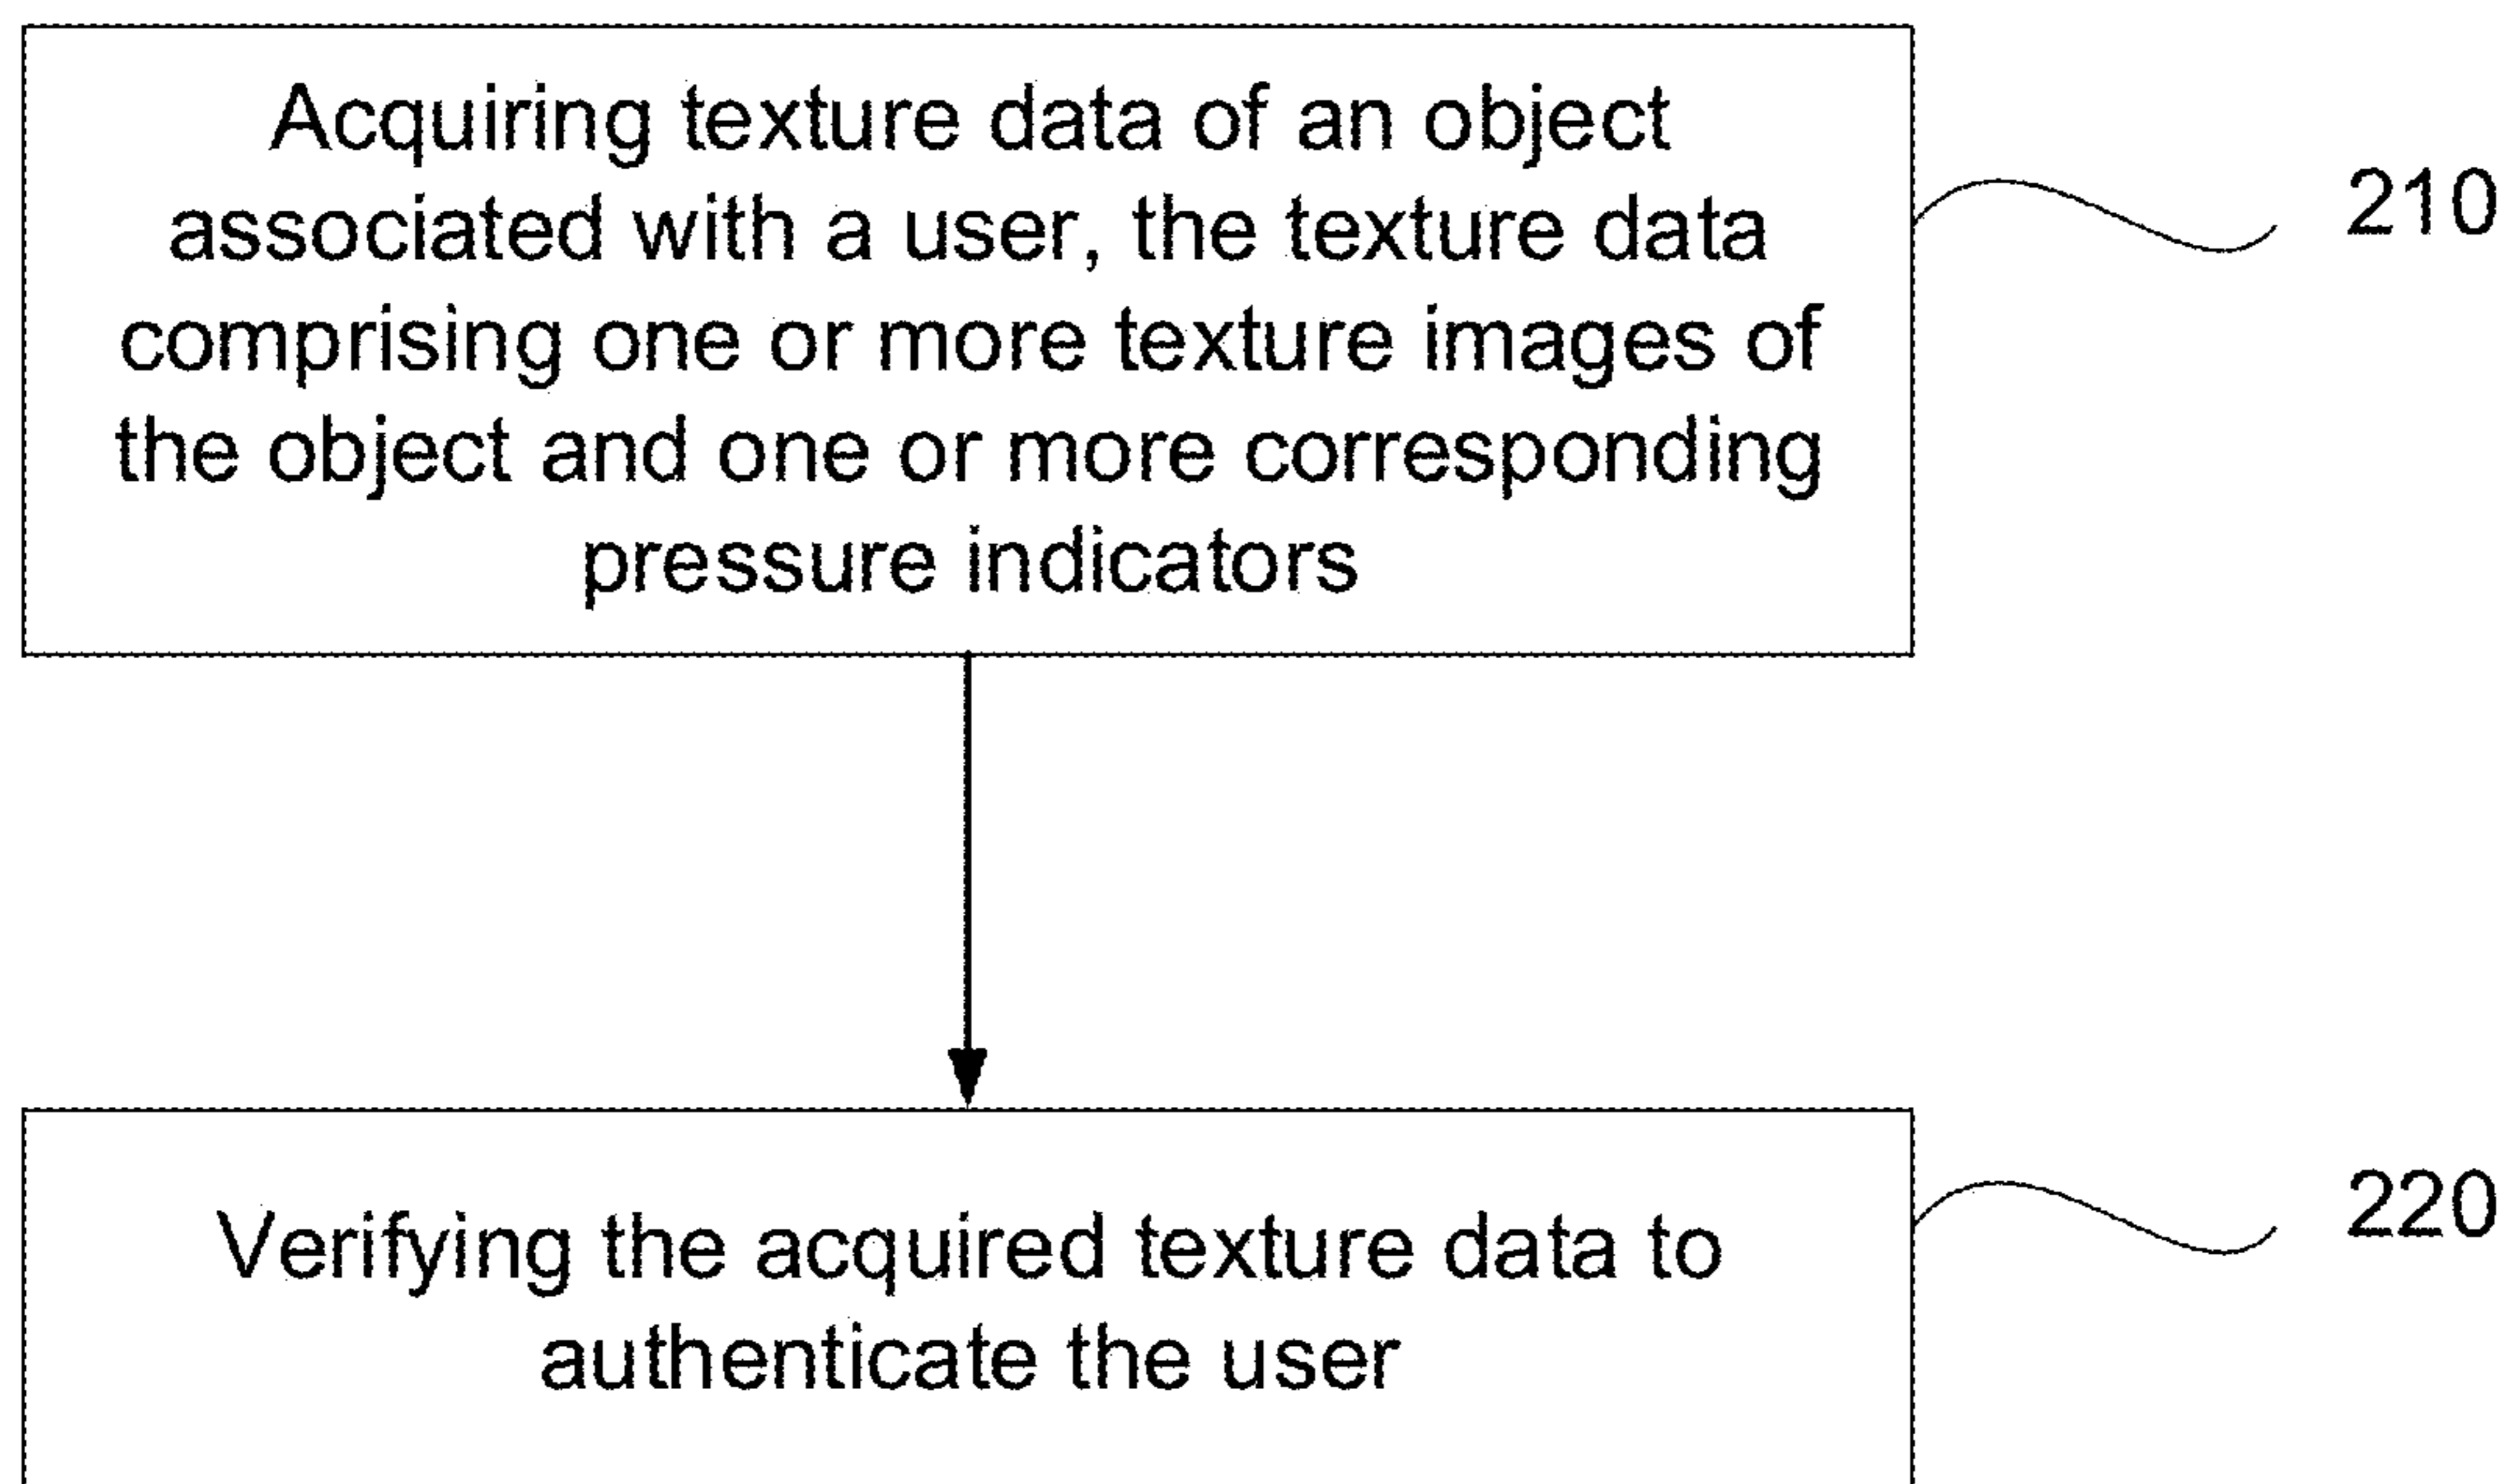 Acquiring texture data of an object
associated with a user, the texture data
comprising one or more texture images of
the object and one or more corresponding
pressure indicators
210
Verifying the acquired texture data to
authenticate the user
220